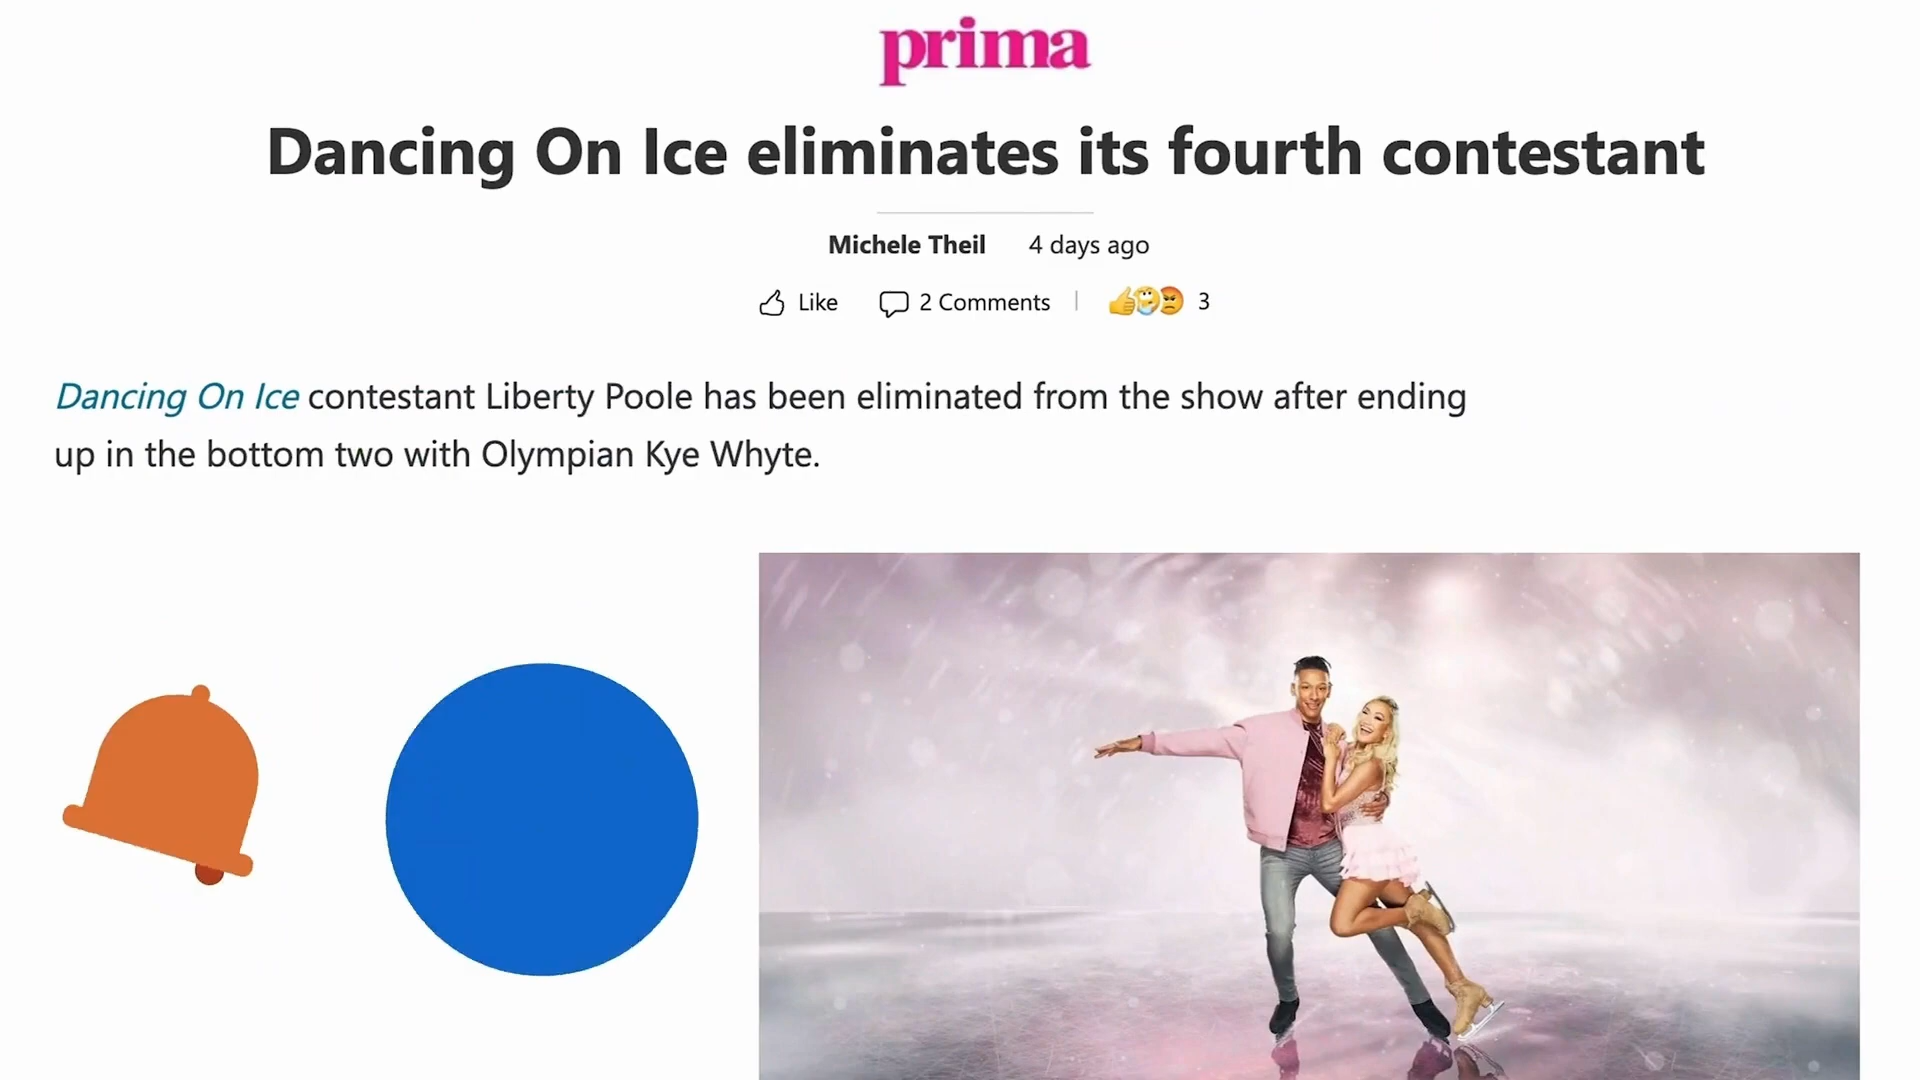 prima
Dancing On Ice eliminates its fourth contestant
Michele Theil 4 days ago
Like 2 Comments | 3
Dancing On Ice contestant Liberty Poole has been eliminated from the show after ending
up in the bottom two with Olympian Kye Whyte.